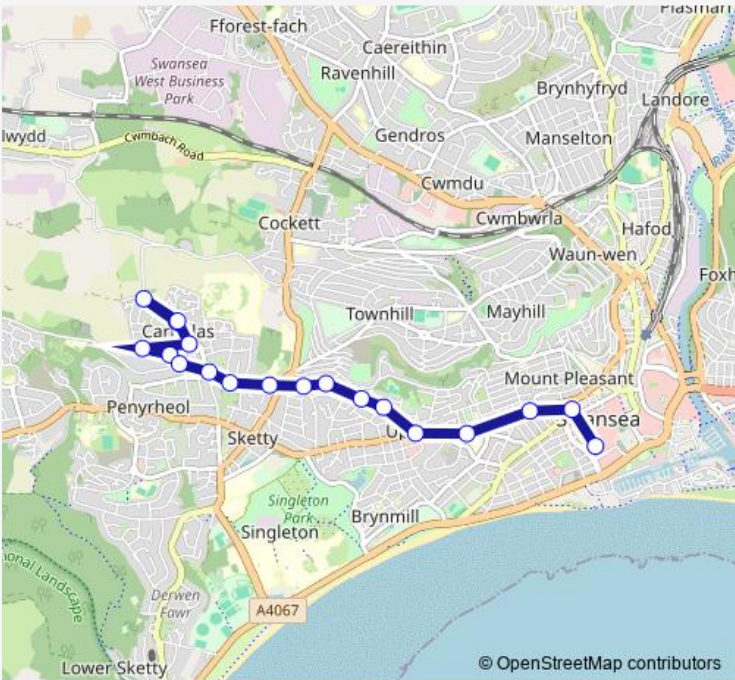 Plasmarl
Fforest-fach
Caereithin
Swansea
West Business
Park
Ravenhill
Brynhyfryd
Landore
Gendros
Manselton
Cwmbach Road
Cwmdu
Cockett
Cwmbwrla
Hafod
Waun-wen
Foxh
Townhill
Mayhill
Mount Pleasant
Penyrheol
Sketty
Singleton
Park
Brynmill
Singleton
ional Landscape
Derwen
Fawr
A4067
Lower Sketty
© OpenStreetMap contributors